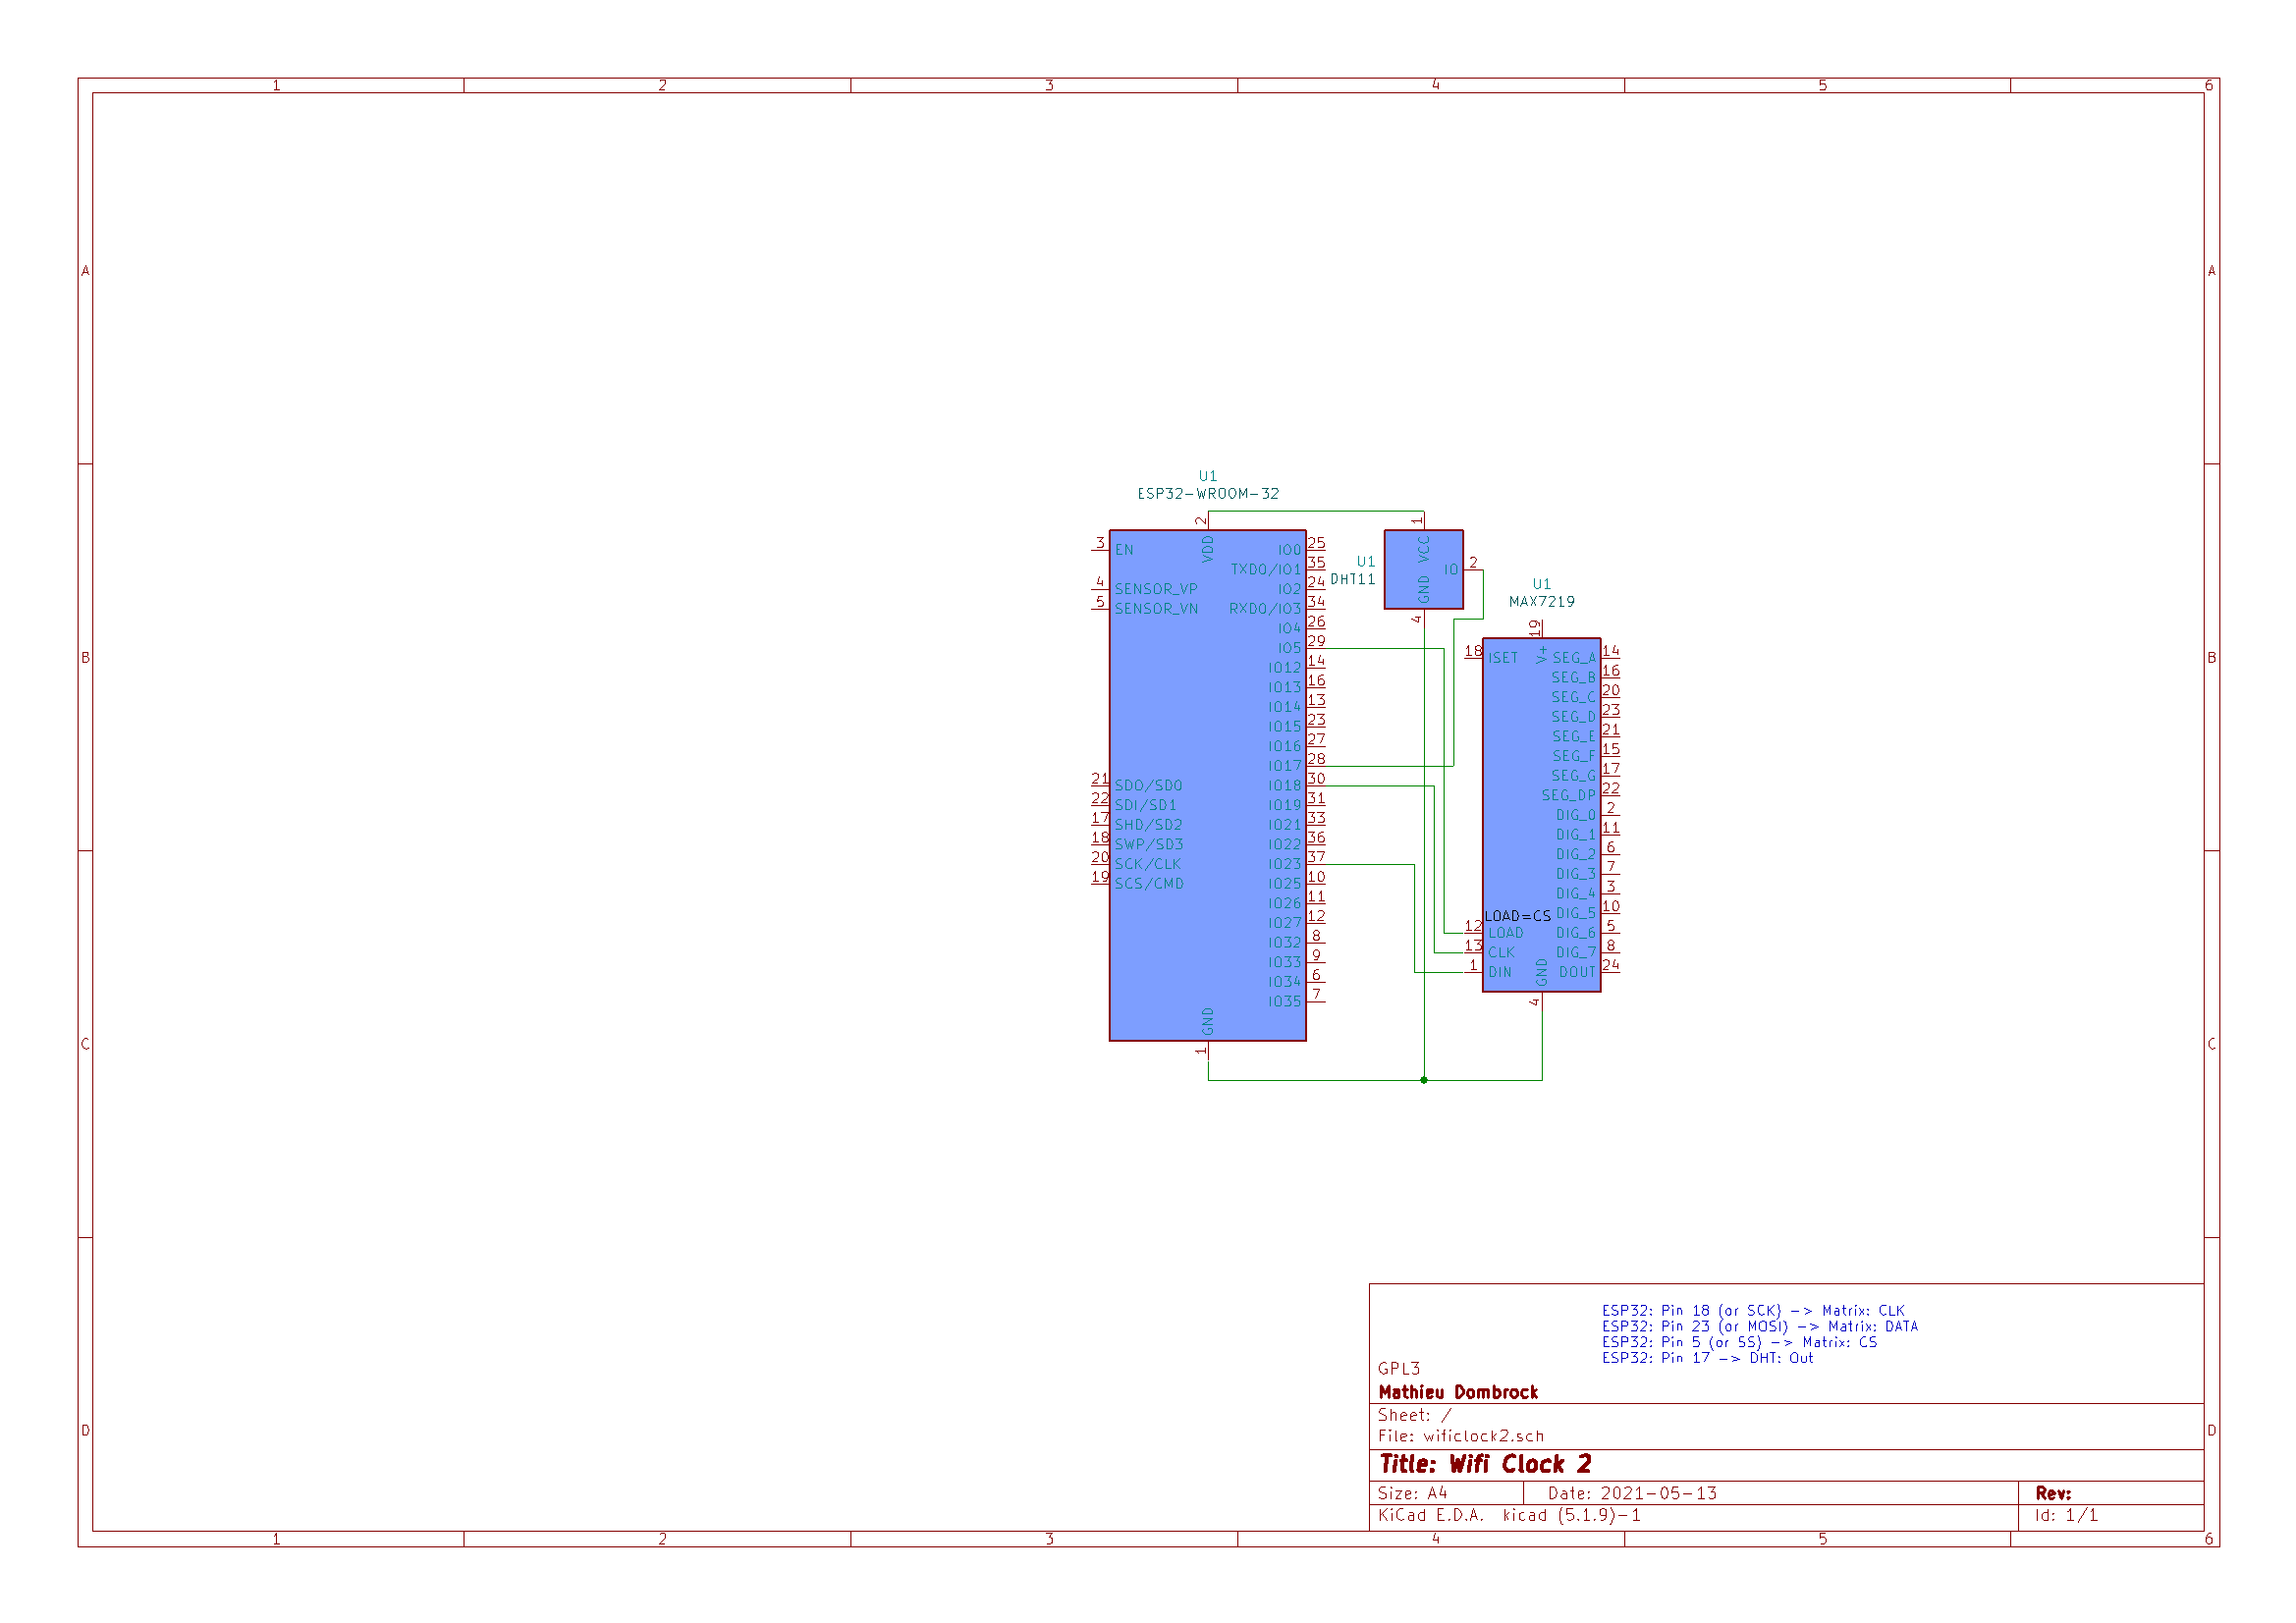 1 2 3 4 5 6
A A
B B
C C
D D
U1
ESP32-WROOM-32
2
VDD
3 EN
4 SENSOR_VP
5 SENSOR_VN
21 SDO/SD0
22 SDI/SD1
17 SHD/SD2
18 SWP/SD3
20 SCK/CLK
19 SCS/CMD
IO0 25
TXD0/IO1 35
IO2 24
RXD0/IO3 34
IO4 26
IO5 29
IO12 14
IO13 16
IO14 13
IO15 23
IO16 27
IO17 28
IO18 30
IO19 31
IO21 33
IO22 36
IO23 37
IO25 10
IO26 11
IO27 12
IO32 8
IO33 9
IO34 6
IO35 7
GND
1
U1
DHT11
1
VCC
IO 2
GND
4
U1
MAX7219
19
V+
18 ISET
LOAD=CS
12 LOAD
13 CLK
1 DIN
SEG_A 14
SEG_B 16
SEG_C 20
SEG_D 23
SEG_E 21
SEG_F 15
SEG_G 17
SEG_DP 22
DIG_0 2
DIG_1 11
DIG_2 6
DIG_3 7
DIG_4 3
DIG_5 10
DIG_6 5
DIG_7 8
DOUT 24
GND
4
ESP32: Pin 18 (or SCK) -> Matrix: CLK
ESP32: Pin 23 (or MOSI) -> Matrix: DATA
ESP32: Pin 5 (or SS) -> Matrix: CS
ESP32: Pin 17 -> DHT: Out
GPL3
Mathieu Dombrock
Sheet: /
File: wificlock2.sch
Title: Wifi Clock 2
Size: A4 Date: 2021-05-13 Rev:
KiCad E.D.A. kicad (5.1.9)-1 Id: 1/1
1 2 3 4 5 6